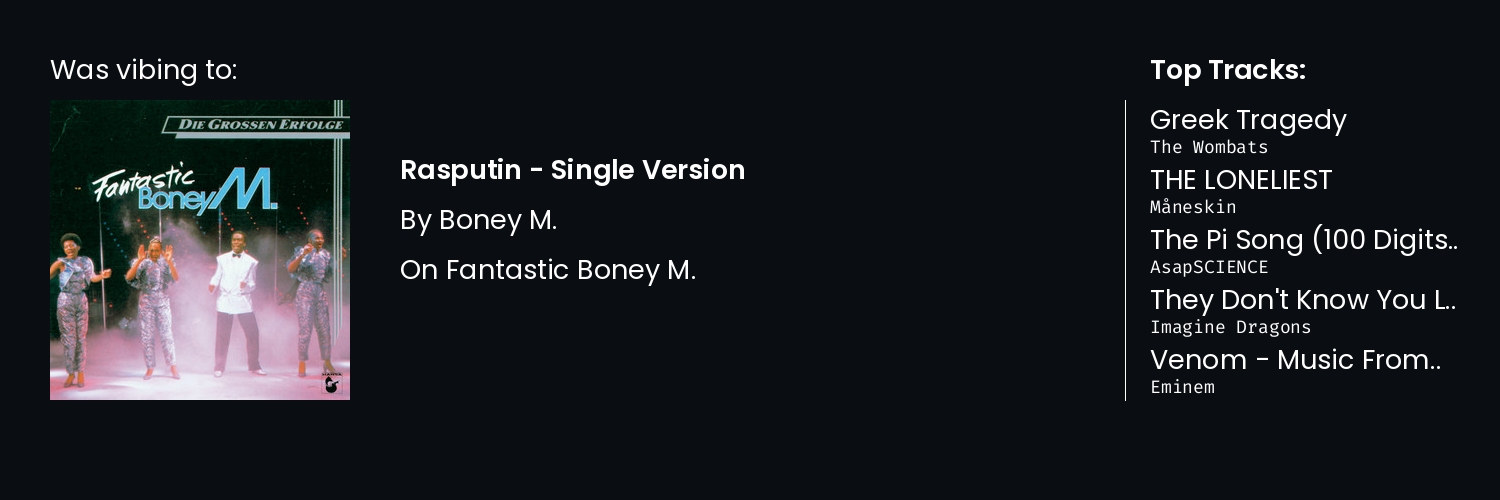 Was vibing to:
DIE GROSSEN ERFOLGE
Fantastic
Boney M.
Rasputin - Single Version
By Boney M.
On Fantastic Boney M.
Top Tracks:
Greek Tragedy
The Wombats
THE LONELIEST
Måneskin
The Pi Song (100 Digits..
AsapSCIENCE
They Don't Know You L..
Imagine Dragons
Venom - Music From..
Eminem